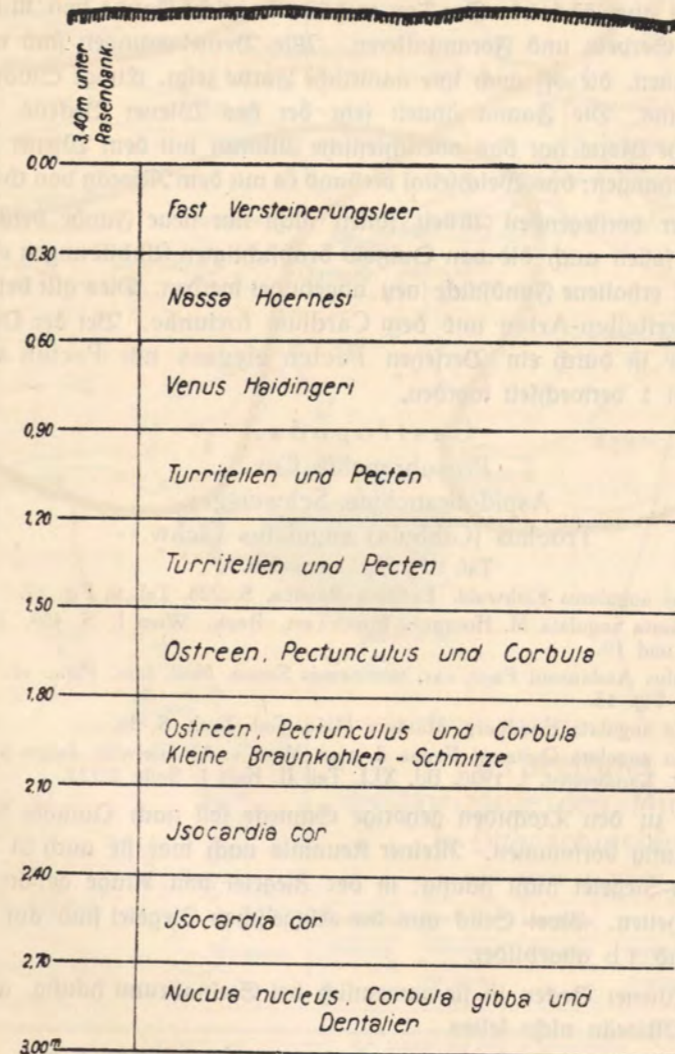 3.40m unter
Rasenbank.
0,00
Fast Versteinerungsleer
0.30
Nassa Hoernesi
0,60
Venus Haidingeri
0,90
Turritellen und Pecten
1.20
Turritellen und Pecten
1.50
Ostreen, Pectunculus und Corbula
1,80
Ostreen, Pectunculus und Corbula
Kleine Braunkohlen - Schmitze
2.10
Jsocardia cor
2,40
Jsocardia cor
2,70
Nucula nucleus, Corbula gibba und
Dentalier
3.00m